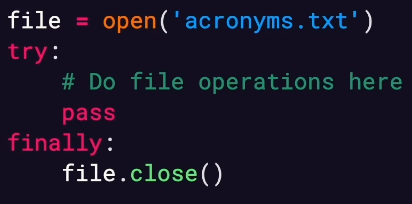 file = open('acronyms.txt')
try:
    # Do file operations here
    pass
finally:
    file.close()